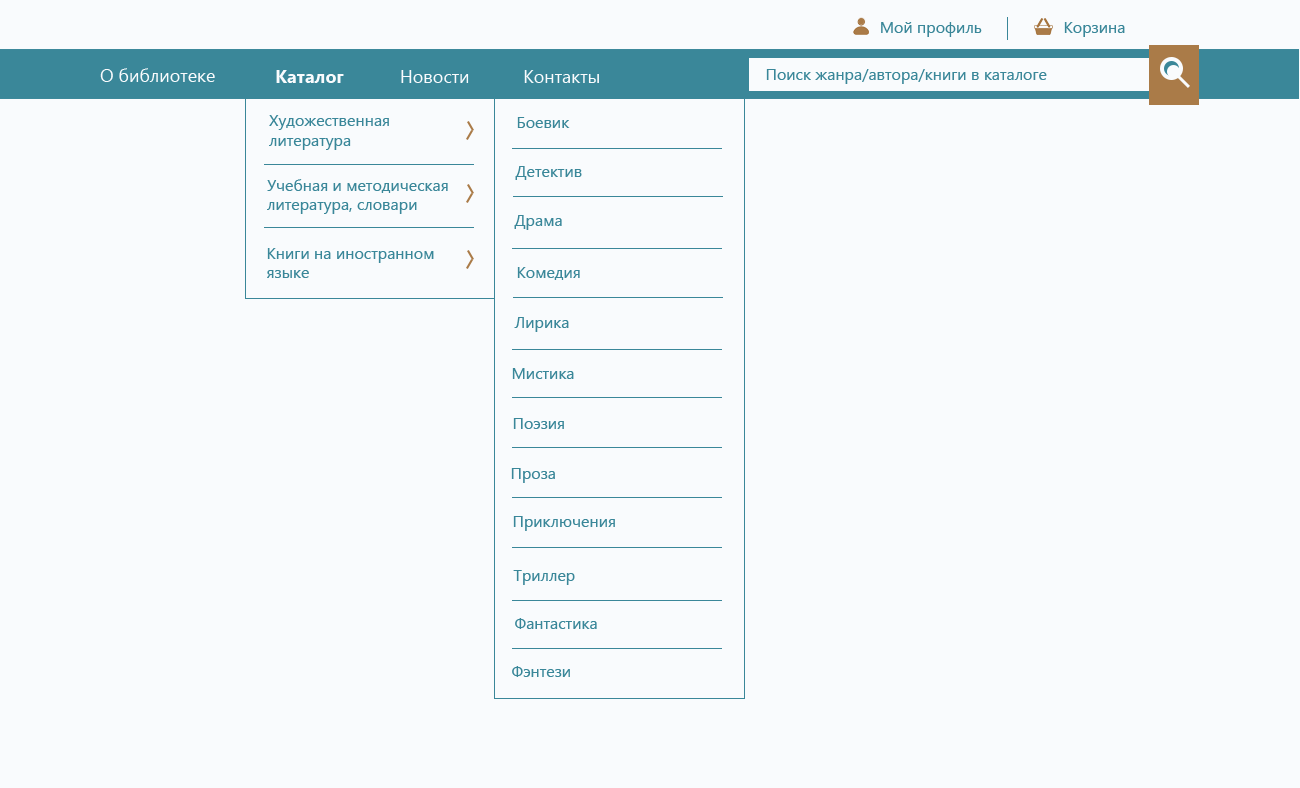 Мой профиль
Корзина
О библиотеке
Каталог
Новости
Контакты
Поиск жанра/автора/книги в каталоге
Художественная
литература
Учебная и методическая
литература, словари
Книги на иностранном
языке
Боевик
Детектив
Драма
Комедия
Лирика
Мистика
Поэзия
Проза
Приключения
Триллер
Фантастика
Фэнтези